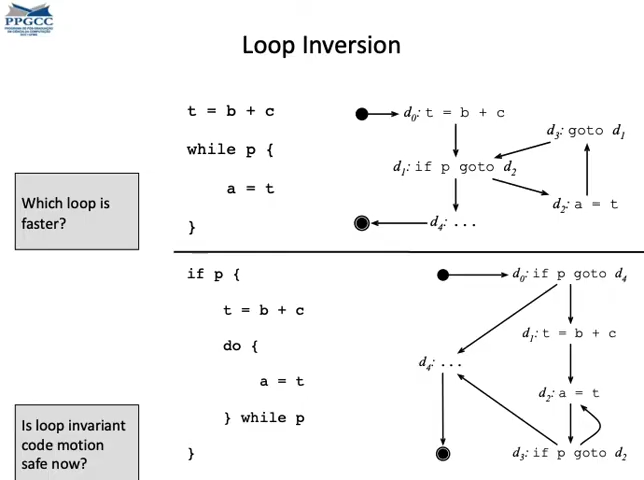 PPGCC
Loop Inversion
t = b + c
while p {
a = t
}
d0: t = b + c
d3: goto d1
d1: if p goto d2
d2: a = t
d4: ...
Which loop is
faster?
if p {
t = b + c
do {
a = t
} while p
}
d0: if p goto d4
d1: t = b + c
d4: ...
d2: a = t
d3: if p goto d2
Is loop invariant
code motion
safe now?